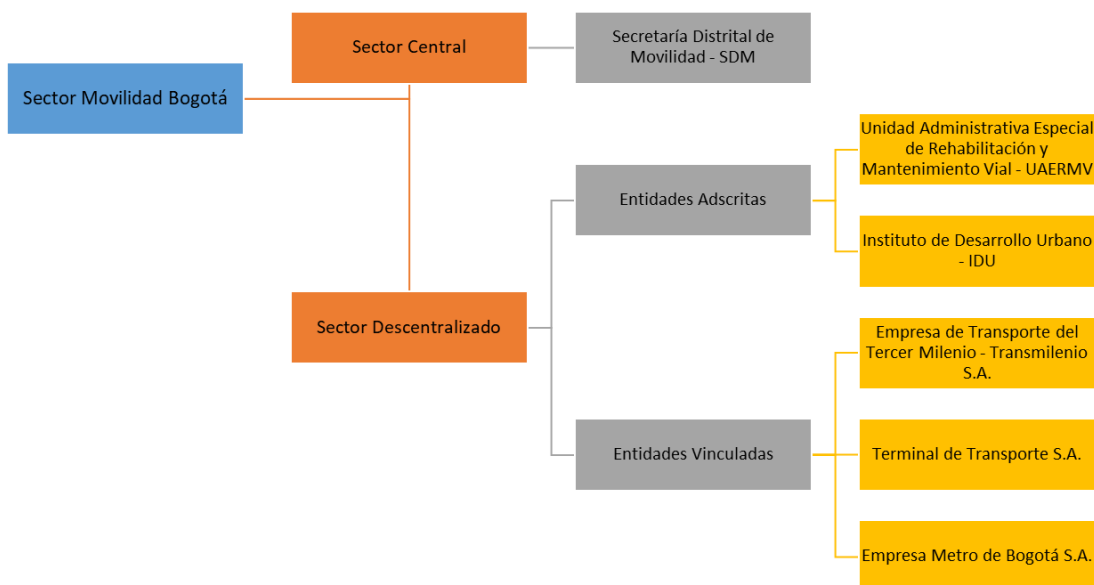 Sector Movilidad Bogotá
Sector Central
Secretaría Distrital de
Movilidad - SDM
Sector Descentralizado
Entidades Adscritas
Unidad Administrativa Especial
de Rehabilitación y
Mantenimiento Vial - UAERMV
Instituto de Desarrollo Urbano
- IDU
Entidades Vinculadas
Empresa de Transporte del
Tercer Milenio - Transmilenio
S.A.
Terminal de Transporte S.A.
Empresa Metro de Bogotá S.A.